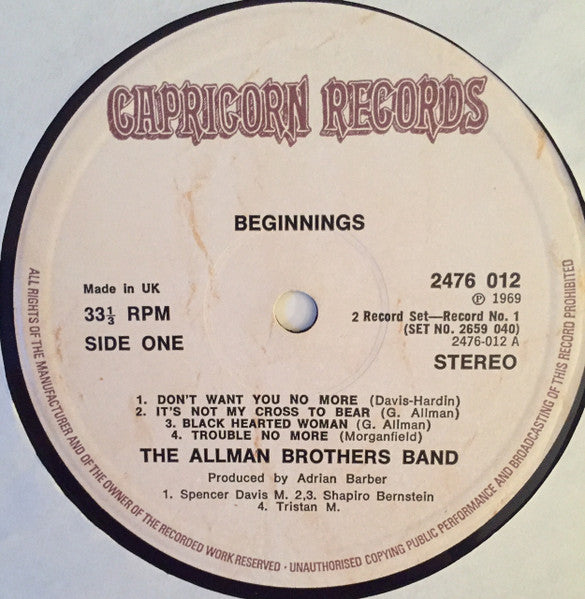 CAPRICORN RECORDS
BEGINNINGS
Made in UK
33⅓ RPM
SIDE ONE
2476 012
Ⓟ 1969
2 Record Set—Record No. 1
(SET NO. 2659 040)
2476-012 A
STEREO
1. DON'T WANT YOU NO MORE (Davis-Hardin)
2. IT'S NOT MY CROSS TO BEAR (G. Allman)
3. BLACK HEARTED WOMAN (G. Allman)
4. TROUBLE NO MORE (Morganfield)
THE ALLMAN BROTHERS BAND
Produced by Adrian Barber
1. Spencer Davis M. 2,3. Shapiro Bernstein
4. Tristan M.
ALL RIGHTS OF THE MANUFACTURER AND OF THE OWNER OF THE RECORDED WORK RESERVED · UNAUTHORISED COPYING PUBLIC PERFORMANCE AND BROADCASTING OF THIS RECORD PROHIBITED